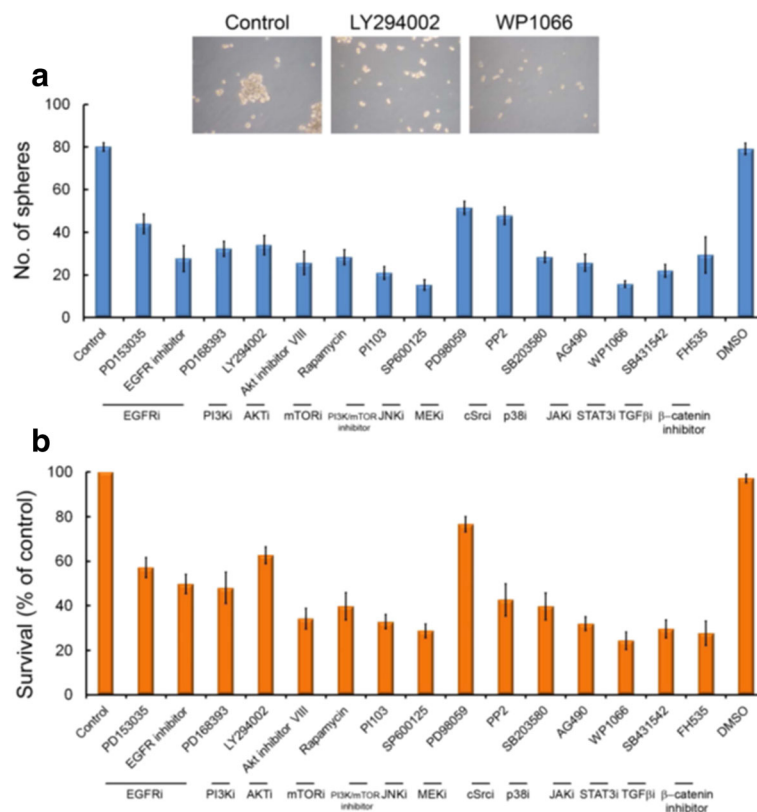 Control LY294002 WP1066
a
100
80
60
40
20
0
No. of spheres
Control PD153035 EGFR inhibitor PD168393 LY294002 Akt inhibitor VIII Rapamycin PI103 SP600125 PD98059 PP2 SB203580 AG490 WP1066 SB431542 FH535 DMSO
EGFRi PI3Ki AKTi mTORi PI3K/mTOR inhibitor JNKi MEKi cSrci p38i JAKi STAT3i TGFβi β-catenin inhibitor
b
100
80
60
40
20
0
Survival (% of control)
Control PD153035 EGFR inhibitor PD168393 LY294002 Akt inhibitor VIII Rapamycin PI103 SP600125 PD98059 PP2 SB203580 AG490 WP1066 SB431542 FH535 DMSO
EGFRi PI3Ki AKTi mTORi PI3K/mTOR inhibitor JNKi MEKi cSrci p38i JAKi STAT3i TGFβi β-catenin inhibitor